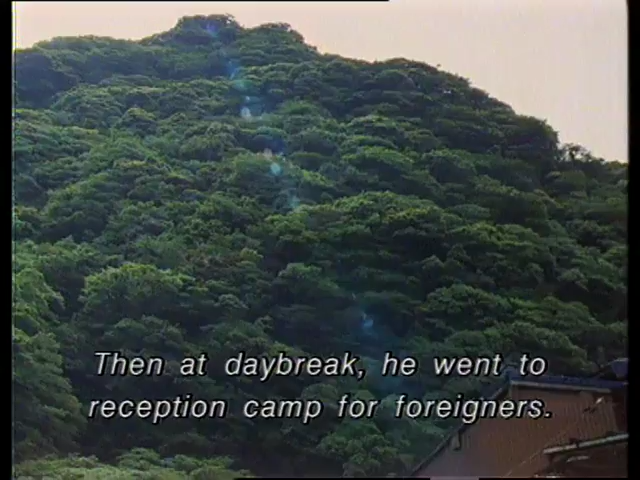 Then at daybreak, he went to
reception camp for foreigners.